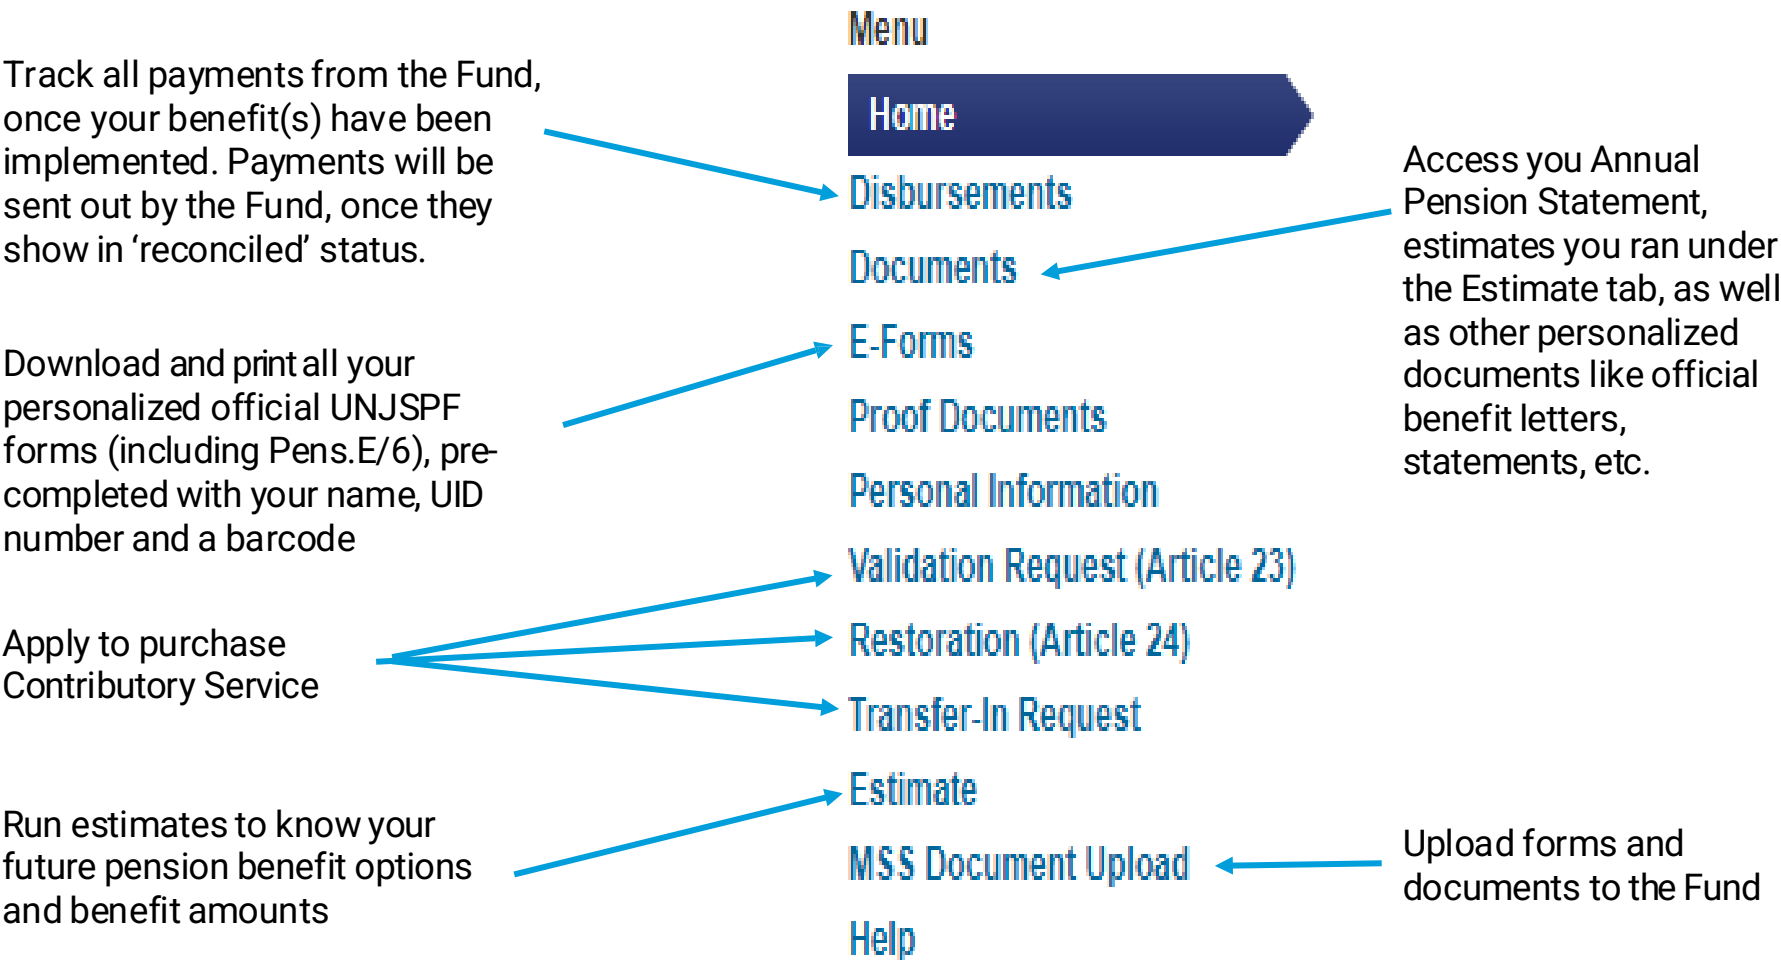 Menu
Home
Disbursements
Documents
E-Forms
Proof Documents
Personal Information
Validation Request (Article 23)
Restoration (Article 24)
Transfer-In Request
Estimate
MSS Document Upload
Help
Track all payments from the Fund,
once your benefit(s) have been
implemented. Payments will be
sent out by the Fund, once they
show in ‘reconciled’ status.
Download and print all your
personalized official UNJSPF
forms (including Pens.E/6), pre-
completed with your name, UID
number and a barcode
Apply to purchase
Contributory Service
Run estimates to know your
future pension benefit options
and benefit amounts
Access you Annual
Pension Statement,
estimates you ran under
the Estimate tab, as well
as other personalized
documents like official
benefit letters,
statements, etc.
Upload forms and
documents to the Fund